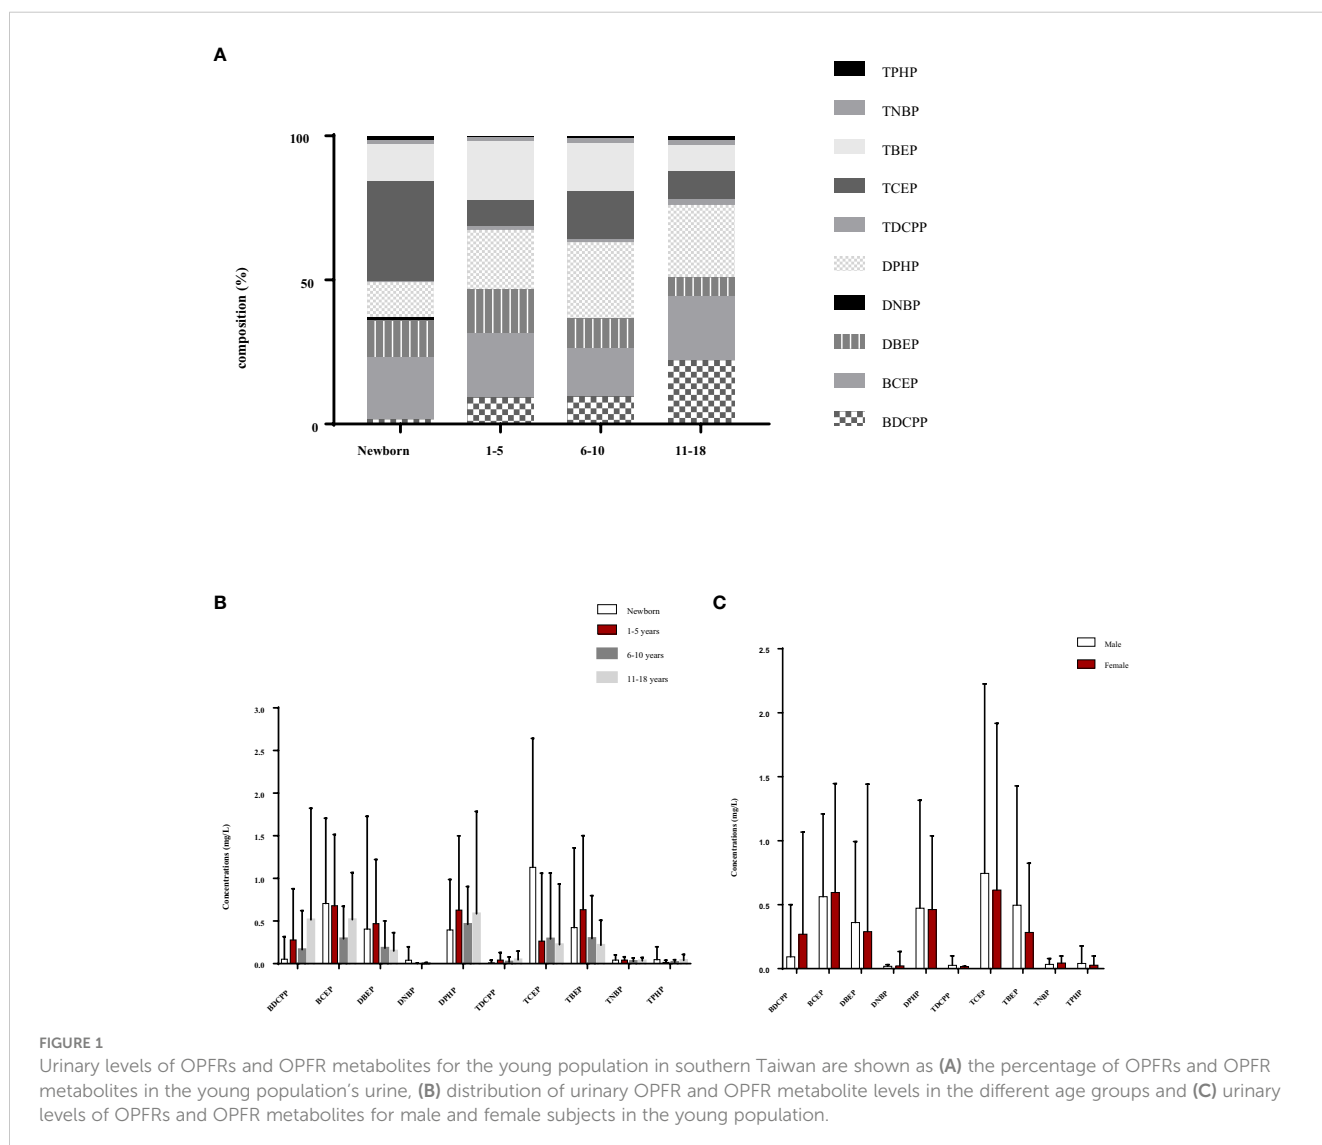 A
TPHP
TNBP
TBEP
TCEP
TDCPP
DPHP
DNBP
DBEP
BCEP
BDCPP
composition (%)
100
50
0
Newborn
1-5
6-10
11-18
B
Newborn
1-5 years
6-10 years
11-18 years
Concentrations (mg/L)
3.0
2.5
2.0
1.5
1.0
0.5
0.0
BDCPP
BCEP
DBEP
DNBP
DPHP
TDCPP
TCEP
TBEP
TNBP
TPHP
C
Male
Female
Concentrations (mg/L)
2.5
2.0
1.5
1.0
0.5
0.0
BDCPP
BCEP
DBEP
DNBP
DPHP
TDCPP
TCEP
TBEP
TNBP
TPHP
FIGURE 1
Urinary levels of OPFRs and OPFR metabolites for the young population in southern Taiwan are shown as (A) the percentage of OPFRs and OPFR
metabolites in the young population's urine, (B) distribution of urinary OPFR and OPFR metabolite levels in the different age groups and (C) urinary
levels of OPFRs and OPFR metabolites for male and female subjects in the young population.